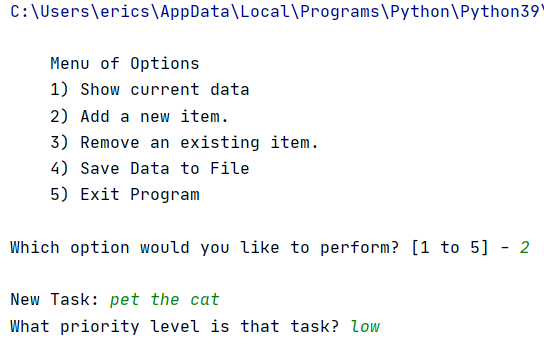 C:\Users\erics\AppData\Local\Programs\Python\Python39\
Menu of Options
1) Show current data
2) Add a new item.
3) Remove an existing item.
4) Save Data to File
5) Exit Program
Which option would you like to perform? [1 to 5] - 2
New Task: pet the cat
What priority level is that task? low